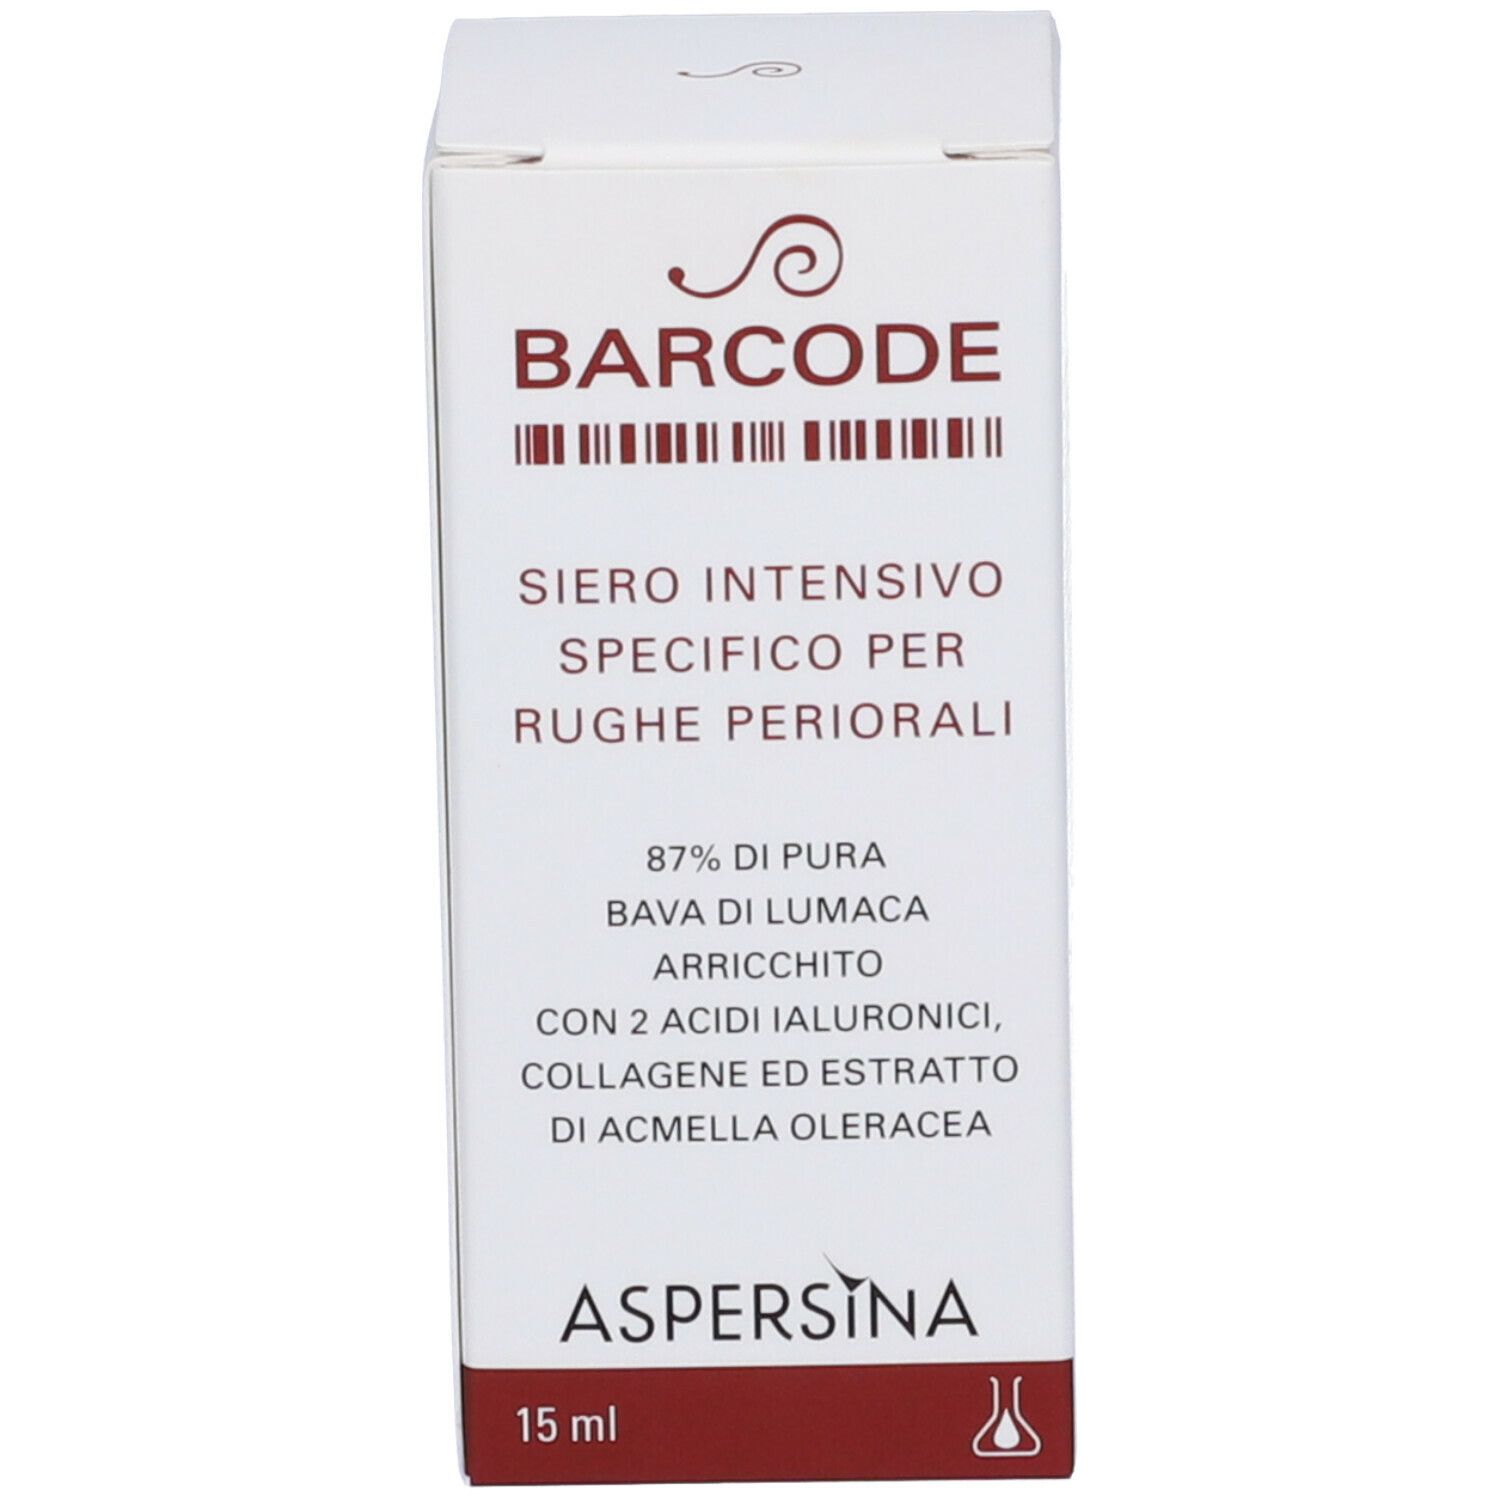 BARCODE
SIERO INTENSIVO
SPECIFICO PER
RUGHE PERIORALI
87% DI PURA
BAVA DI LUMACA
ARRICCHITO
CON 2 ACIDI IALURONICI,
COLLAGENE ED ESTRATTO
DI ACMELLA OLERACEA
ASPERSINA
15 ml